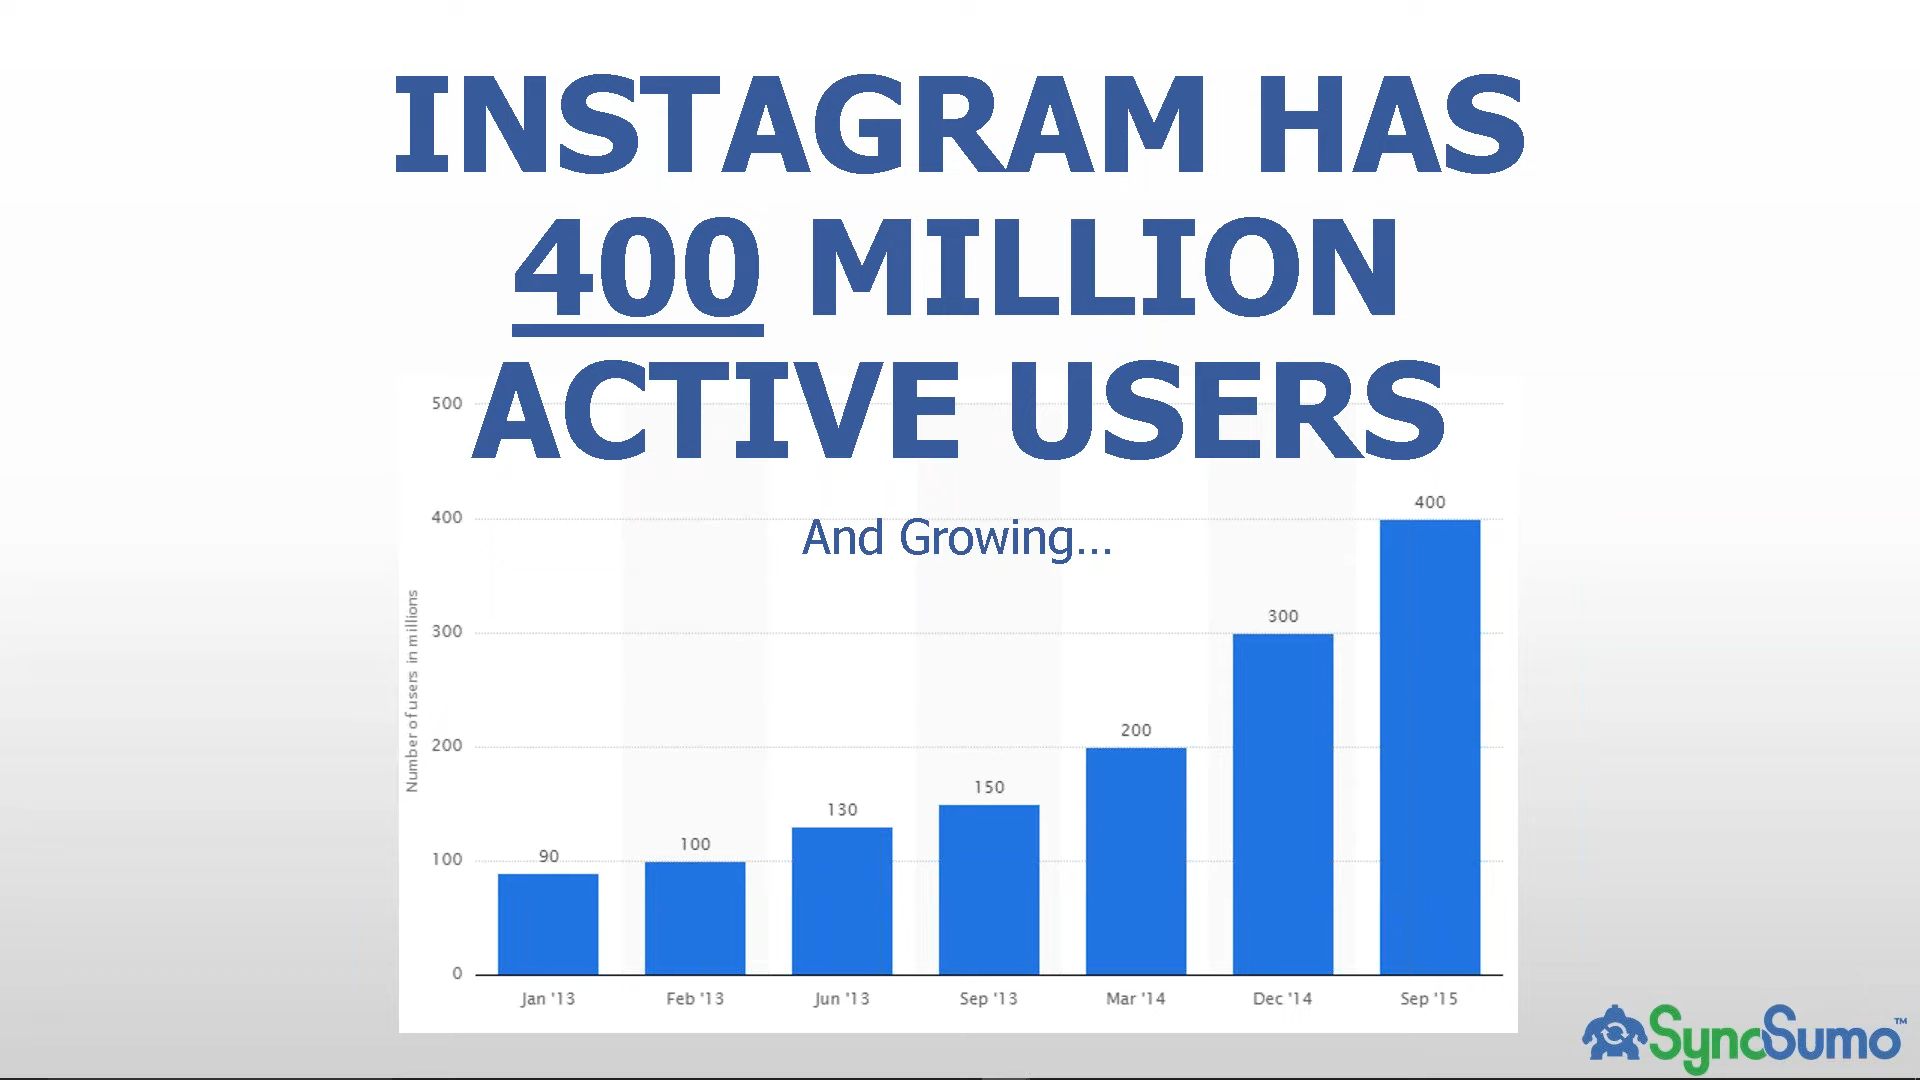 INSTAGRAM HAS
400 MILLION
ACTIVE USERS
And Growing...
Number of users in millions
500
400
300
200
100
0
90
100
130
150
200
300
400
Jan '13
Feb '13
Jun '13
Sep '13
Mar '14
Dec '14
Sep '15
SyncSumo™